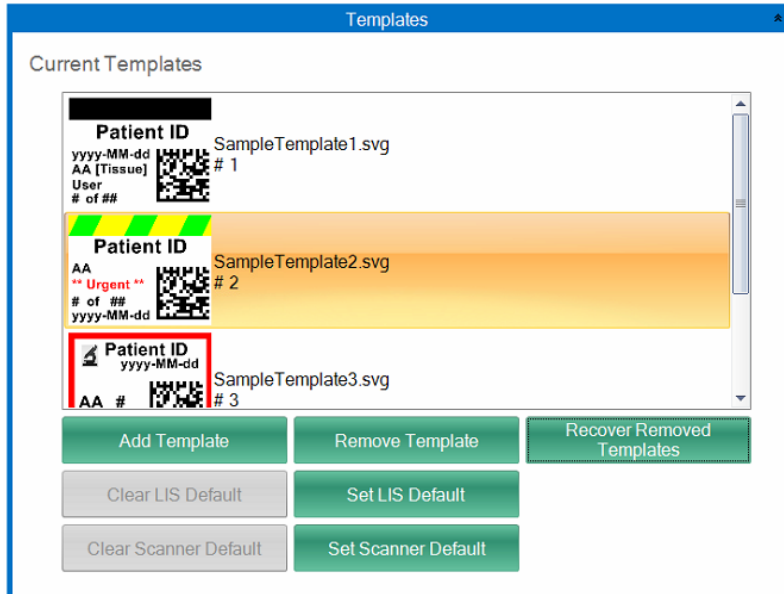 Templates
Current Templates
Patient ID
yyyy-MM-dd
AA [Tissue]
User
# of ##
SampleTemplate1.svg
# 1
Patient ID
AA
** Urgent **
# of ##
yyyy-MM-dd
SampleTemplate2.svg
# 2
Patient ID
yyyy-MM-dd
AA #
SampleTemplate3.svg
# 3
Add Template
Remove Template
Recover Removed
Templates
Clear LIS Default
Set LIS Default
Clear Scanner Default
Set Scanner Default